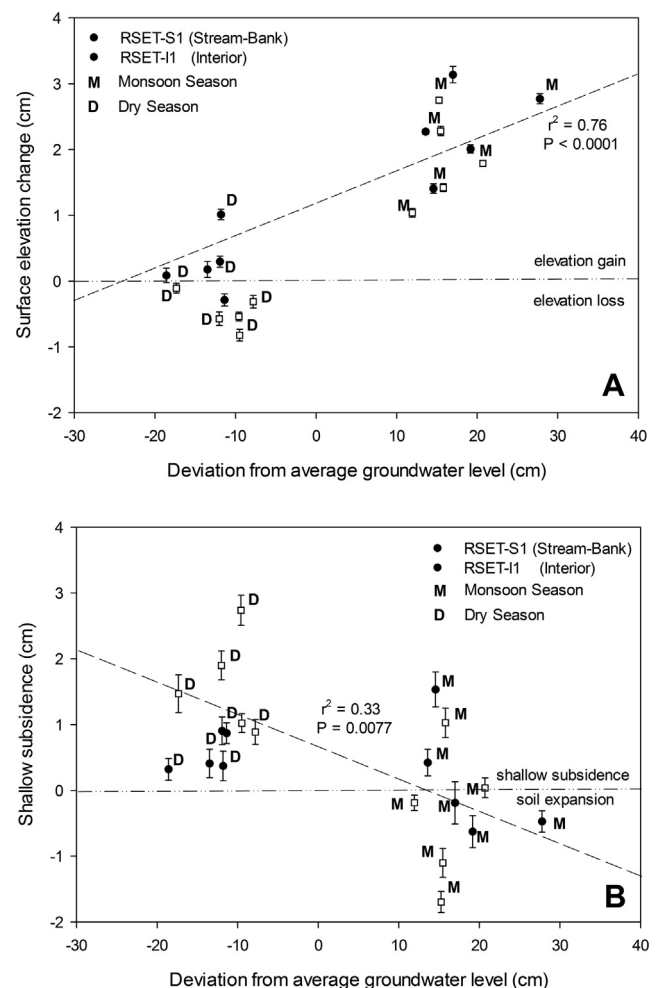 4
3
2
1
0
-1
-2
Surface elevation change (cm)
RSET-S1 (Stream-Bank)
RSET-I1 (Interior)
M Monsoon Season
D Dry Season
M
M
M
M
M
M
r² = 0.76
P < 0.0001
D
D
D
D
D
D
D
elevation gain
elevation loss
A
-30 -20 -10 0 10 20 30 40
Deviation from average groundwater level (cm)
4
3
2
1
0
-1
-2
Shallow subsidence (cm)
RSET-S1 (Stream-Bank)
RSET-I1 (Interior)
M Monsoon Season
D Dry Season
D
D
D
D
D
D
D
D
r² = 0.33
P = 0.0077
M
M
M
M
M
M
M
M
M
M
shallow subsidence
soil expansion
B
-30 -20 -10 0 10 20 30 40
Deviation from average groundwater level (cm)